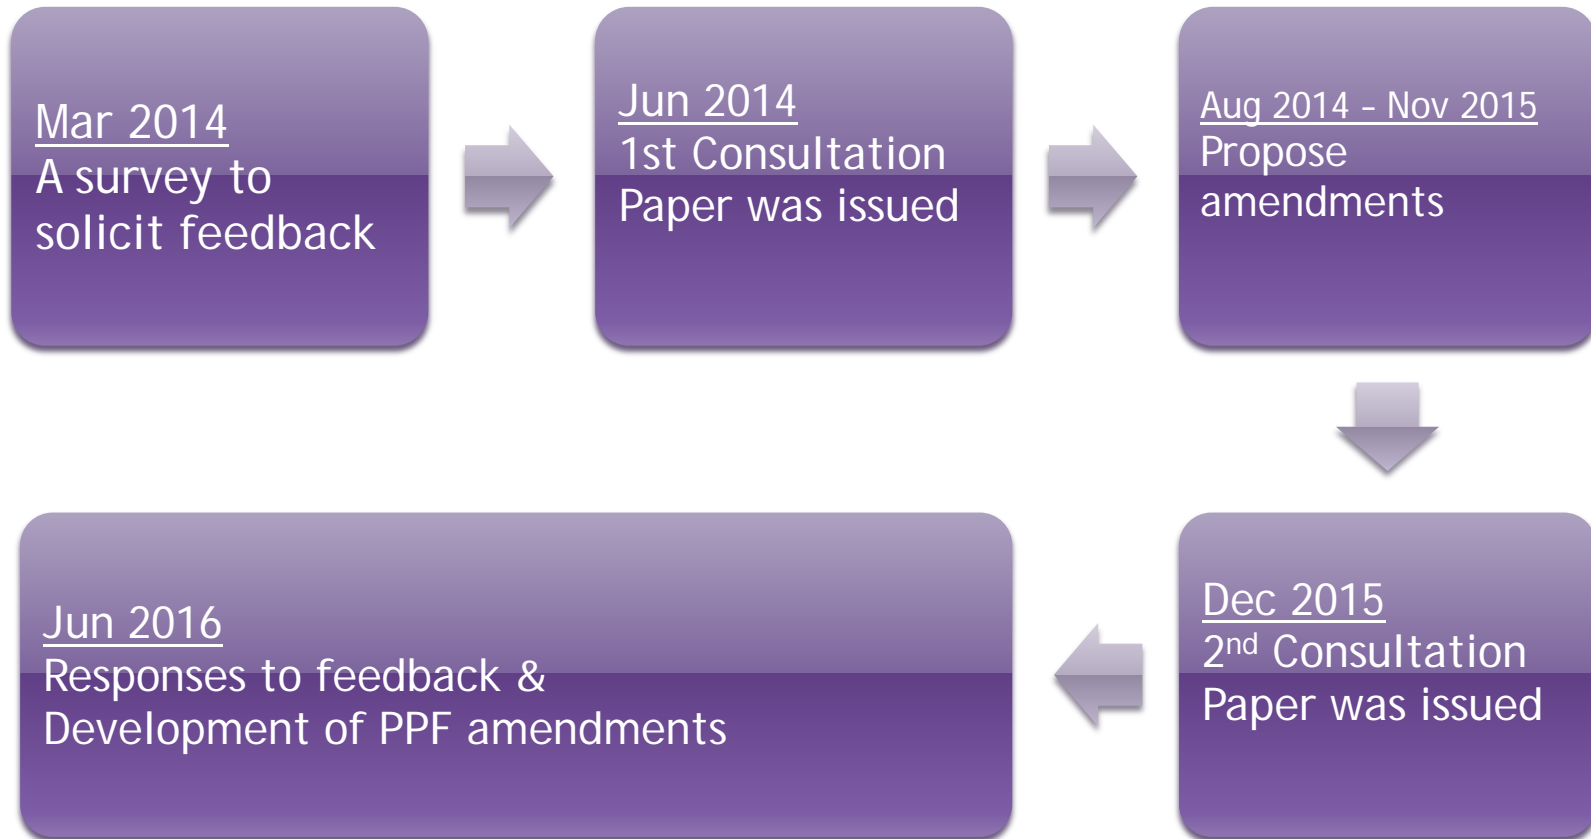 Mar 2014
A survey to
solicit feedback
Jun 2014
1st Consultation
Paper was issued
Aug 2014 – Nov 2015
Propose
amendments
Dec 2015
2nd Consultation
Paper was issued
Jun 2016
Responses to feedback &
Development of PPF amendments